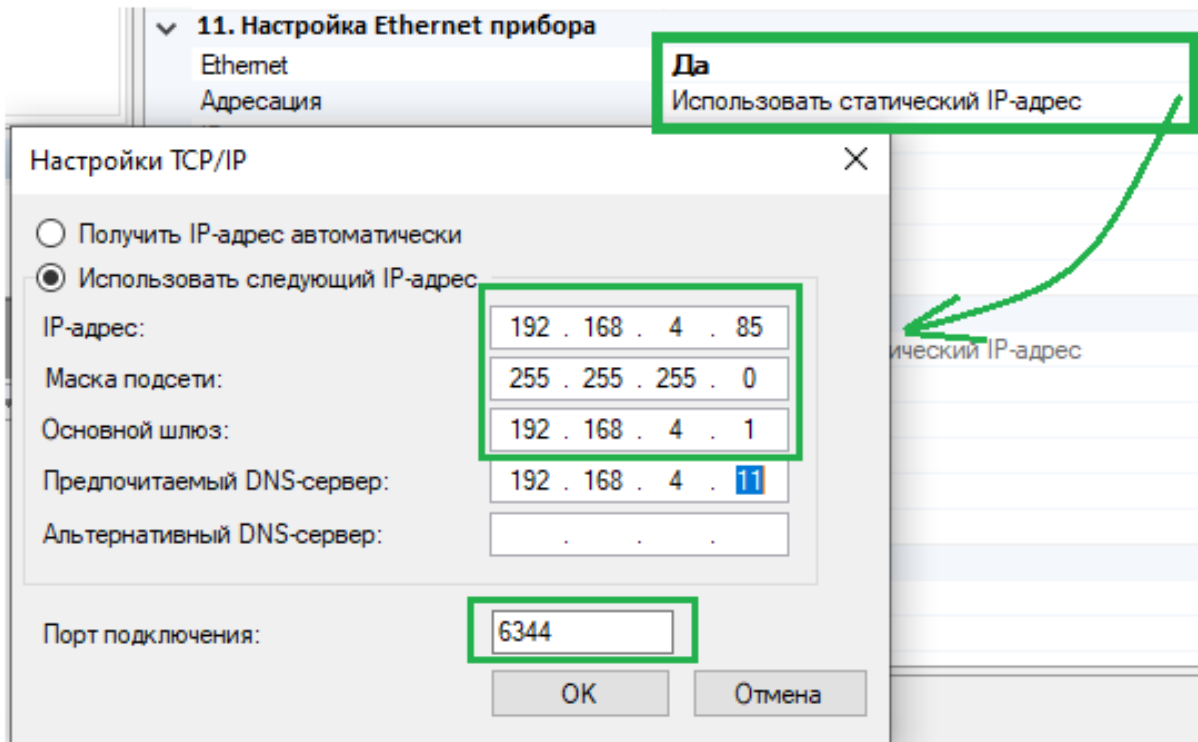 11. Настройка Ethernet прибора
Ethernet Да
Адресация Использовать статический IP-адрес
Настройки TCP/IP
Получить IP-адрес автоматически
Использовать следующий IP-адрес
IP-адрес: 192 . 168 . 4 . 85
ический IP-адрес
Маска подсети: 255 . 255 . 255 . 0
Основной шлюз: 192 . 168 . 4 . 1
Предпочитаемый DNS-сервер: 192 . 168 . 4 . 11
Альтернативный DNS-сервер: . . .
Порт подключения: 6344
OK Отмена